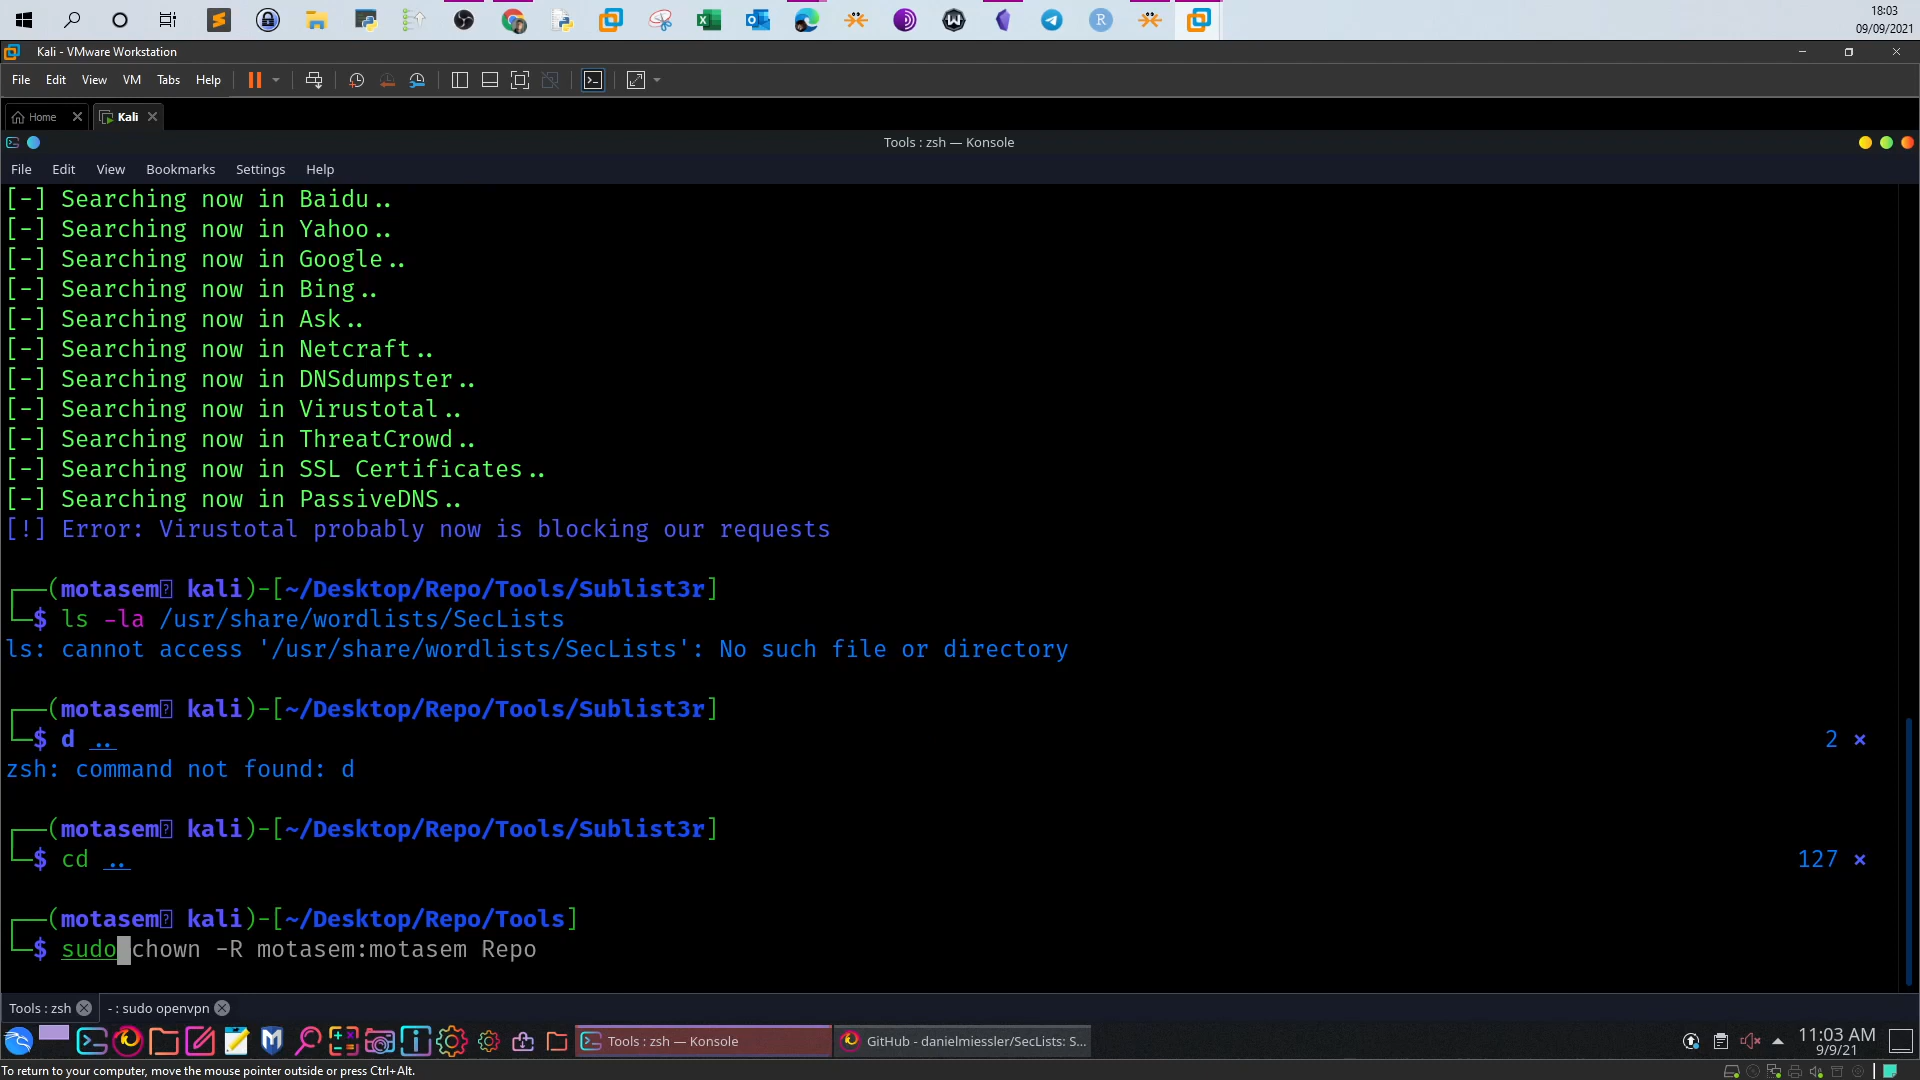 18:03
09/09/2021
Kali - VMware Workstation
File Edit View VM Tabs Help
Home Kali
Tools : zsh — Konsole
File Edit View Bookmarks Settings Help
[-] Searching now in Baidu..
[-] Searching now in Yahoo..
[-] Searching now in Google..
[-] Searching now in Bing..
[-] Searching now in Ask..
[-] Searching now in Netcraft..
[-] Searching now in DNSdumpster..
[-] Searching now in Virustotal..
[-] Searching now in ThreatCrowd..
[-] Searching now in SSL Certificates..
[-] Searching now in PassiveDNS..
[!] Error: Virustotal probably now is blocking our requests
┌──(motasem kali)-[~/Desktop/Repo/Tools/Sublist3r]
└─$ ls -la /usr/share/wordlists/SecLists
ls: cannot access '/usr/share/wordlists/SecLists': No such file or directory
┌──(motasem kali)-[~/Desktop/Repo/Tools/Sublist3r]
└─$ d .. 2 ×
zsh: command not found: d
┌──(motasem kali)-[~/Desktop/Repo/Tools/Sublist3r]
└─$ cd .. 127 ×
┌──(motasem kali)-[~/Desktop/Repo/Tools]
└─$ sudo chown -R motasem:motasem Repo
Tools : zsh - : sudo openvpn
Tools : zsh — Konsole GitHub - danielmiessler/SecLists: S... 11:03 AM
9/9/21
To return to your computer, move the mouse pointer outside or press Ctrl+Alt.